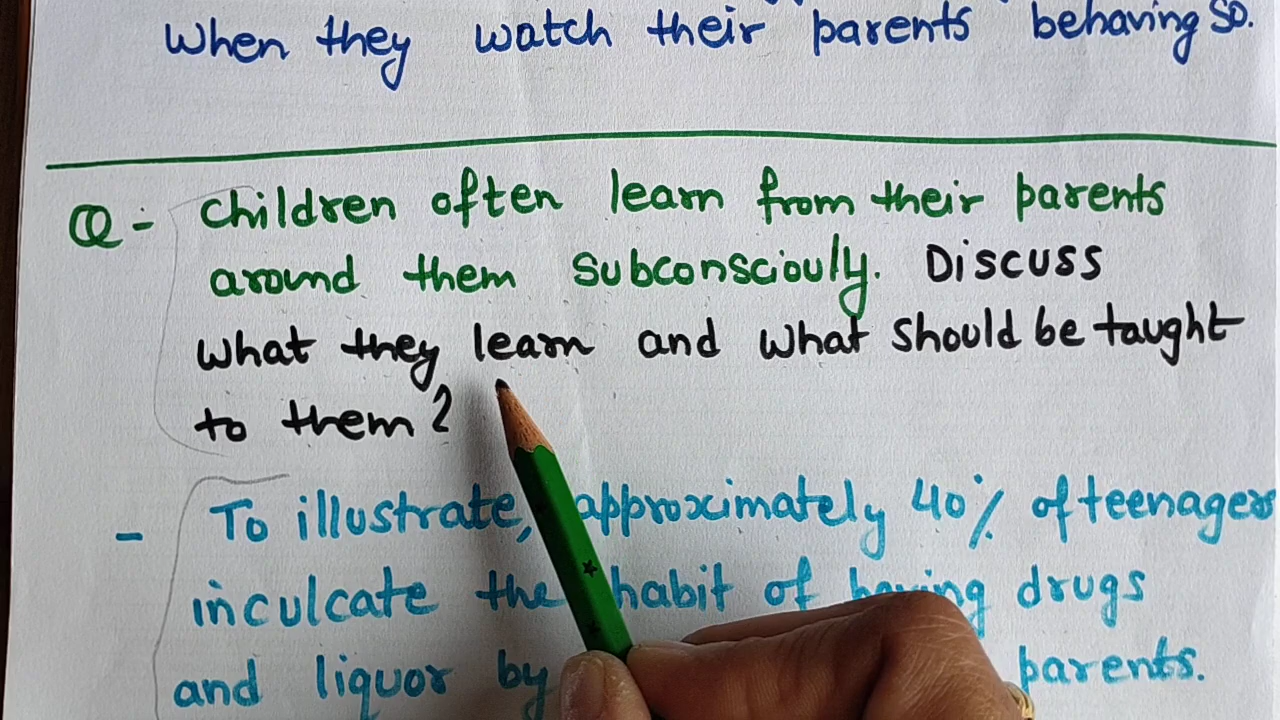 When they watch their parents behaving so.
Q- Children often learn from their parents
around them subconsciouly. Discuss
what they learn and what should be taught
to them?
- To illustrate, approximately 40% of teenagers
inculcate the habit of having drugs
and liquor by parents.